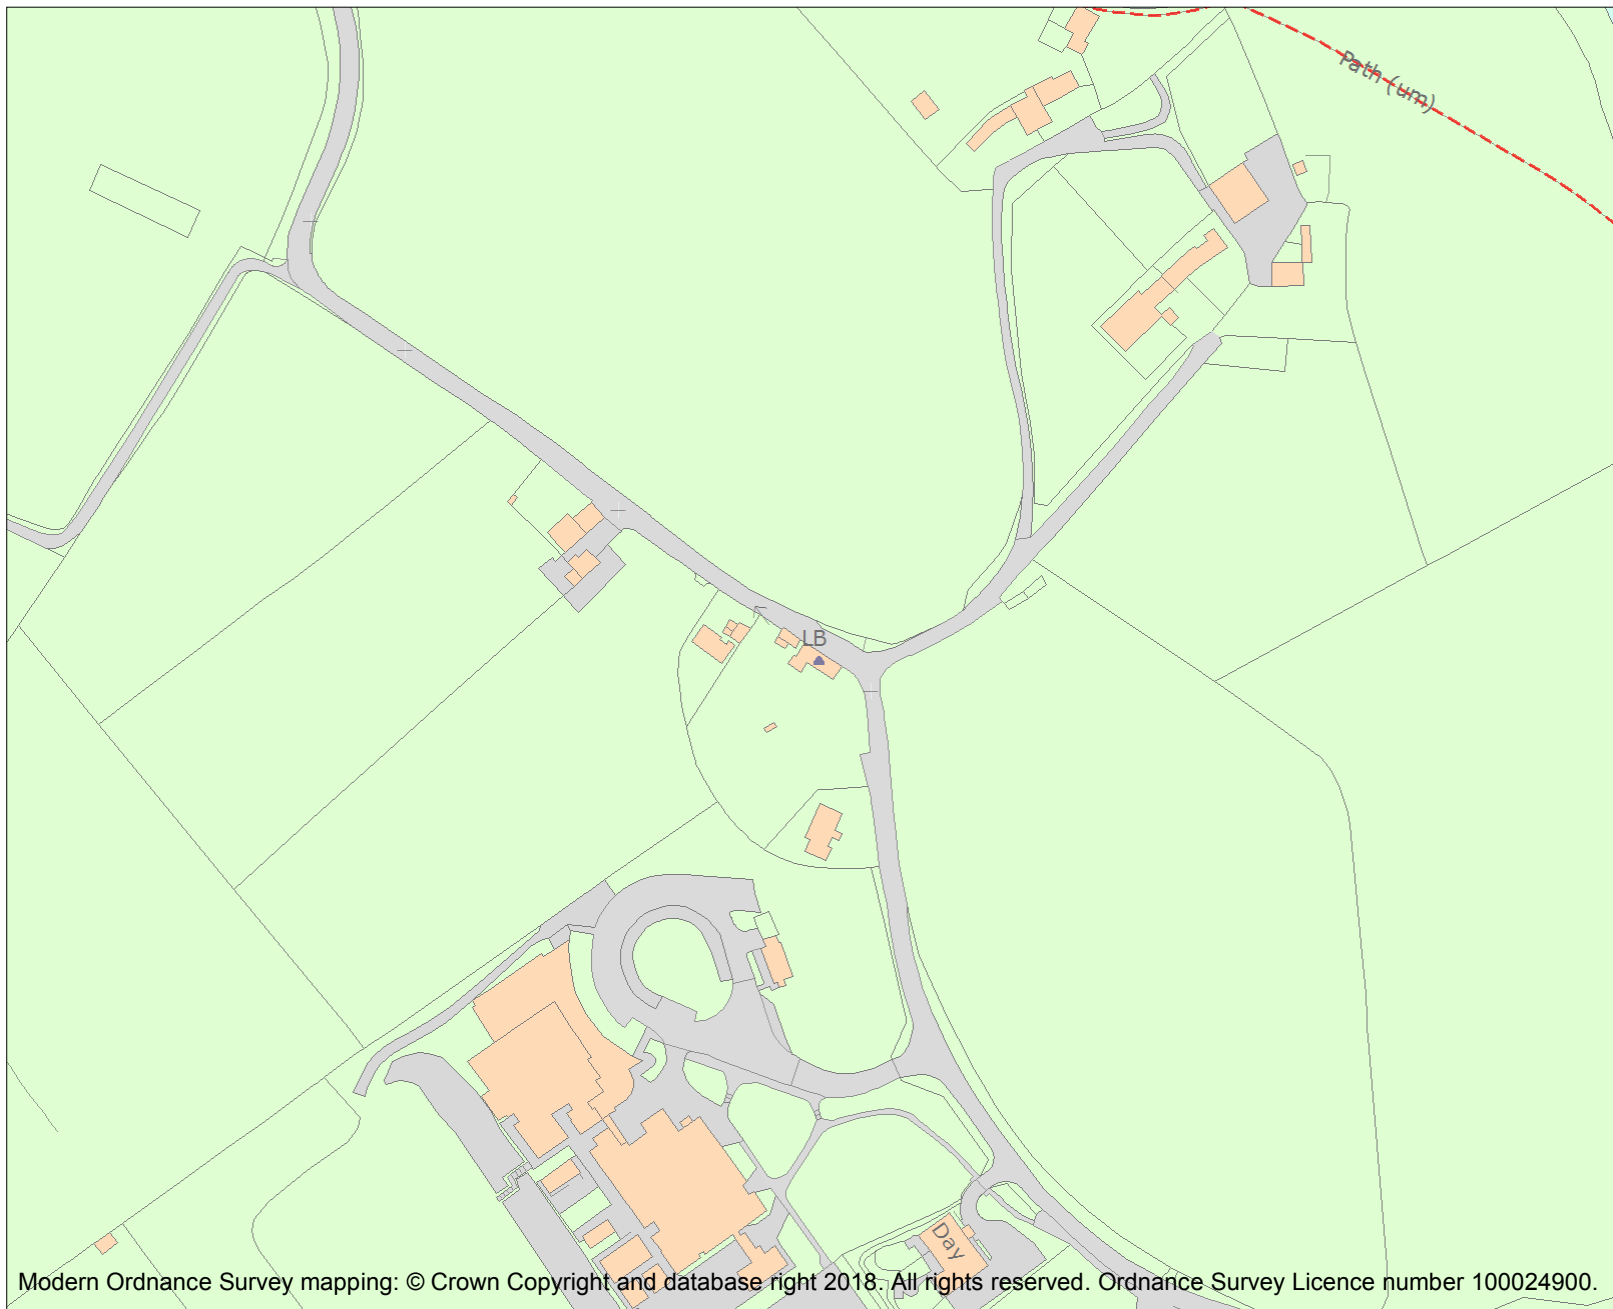 Path (um)
LB
Day
Modern Ordnance Survey mapping: © Crown Copyright and database right 2018. All rights reserved. Ordnance Survey Licence number 100024900.